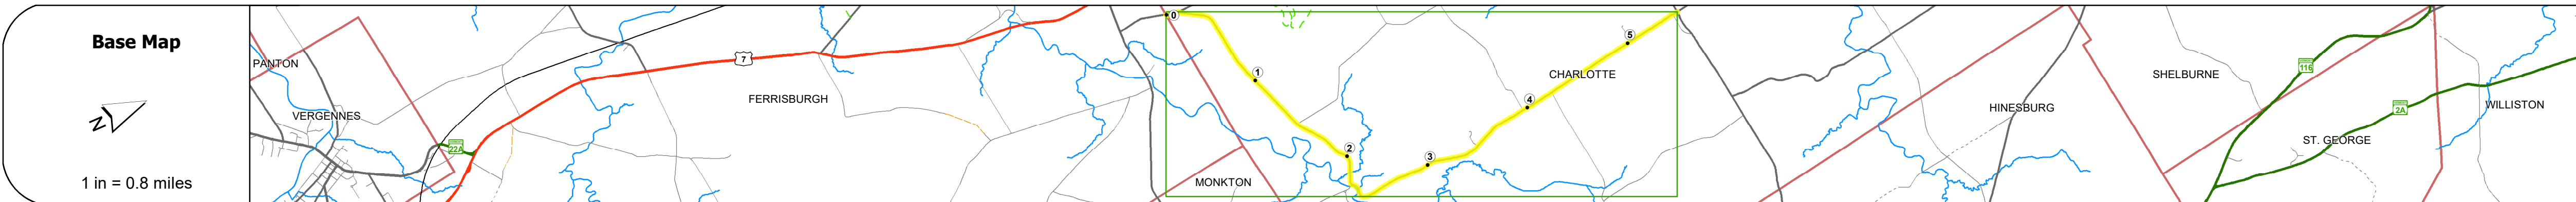 Base Map
N
1 in = 0.8 miles
PANTON
VERGENNES
22A
7
FERRISBURGH
MONKTON
0
1
2
3
4
5
CHARLOTTE
HINESBURG
SHELBURNE
116
2A
ST. GEORGE
WILLISTON